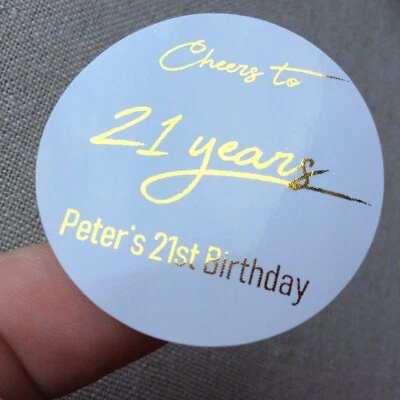 Cheers to
21 years
Peter's 21st Birthday